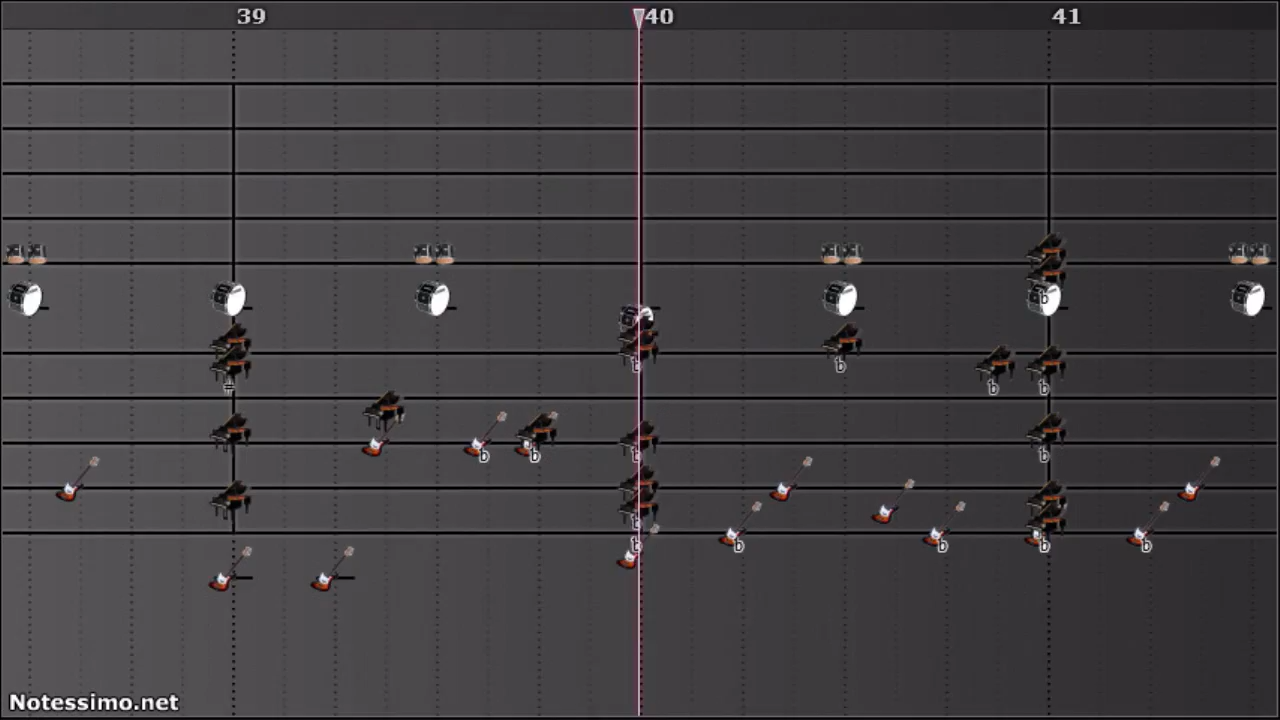 39 40 41
#
b b
b b
b b b
b b b
b b b b b
Notessimo.net